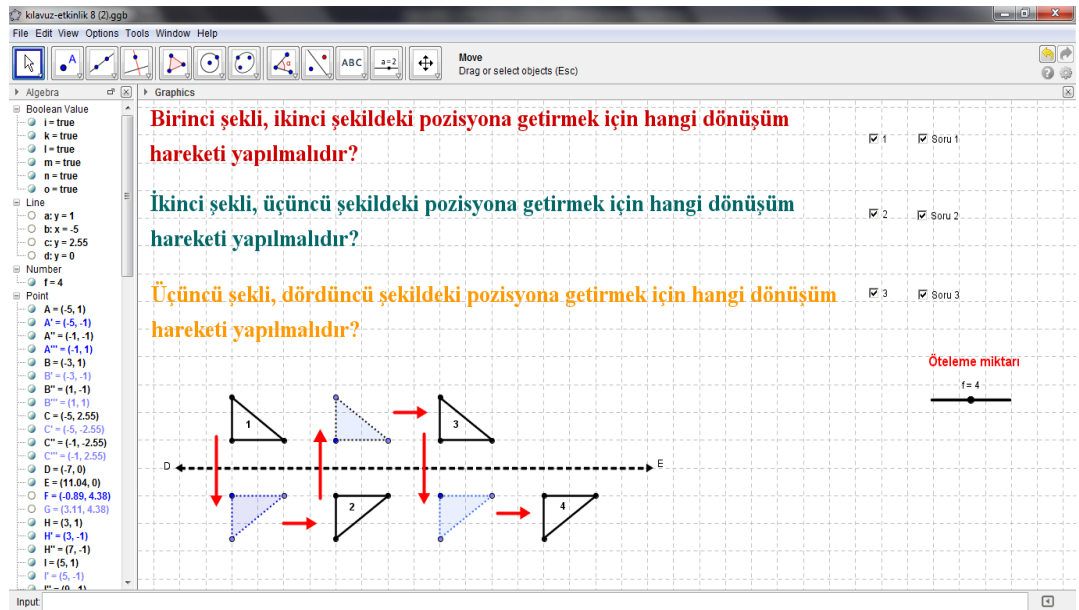 kılavuz-etkinlik 8 (2).ggb
File Edit View Options Tools Window Help
A
ABC
a=2
Move
Drag or select objects (Esc)
Algebra
Graphics
Boolean Value
i = true
k = true
l = true
m = true
n = true
o = true
Line
a: y = 1
b: x = -5
c: y = 2.55
d: y = 0
Number
f = 4
Point
A = (-5, 1)
A' = (-5, -1)
A'' = (-1, -1)
A''' = (-1, 1)
B = (-3, 1)
B' = (-3, -1)
B'' = (1, -1)
B''' = (1, 1)
C = (-5, 2.55)
C' = (-5, -2.55)
C'' = (-1, -2.55)
C''' = (-1, 2.55)
D = (-7, 0)
E = (11.04, 0)
F = (-0.89, 4.38)
G = (3.11, 4.38)
H = (3, 1)
H' = (3, -1)
H'' = (7, -1)
I = (5, 1)
I' = (5, -1)
I'' = (9, -1)
Birinci şekli, ikinci şekildeki pozisyona getirmek için hangi dönüşüm
hareketi yapılmalıdır?
1 Soru 1
İkinci şekli, üçüncü şekildeki pozisyona getirmek için hangi dönüşüm
hareketi yapılmalıdır?
2 Soru 2
Üçüncü şekli, dördüncü şekildeki pozisyona getirmek için hangi dönüşüm
hareketi yapılmalıdır?
3 Soru 3
Öteleme miktarı
f = 4
1
3
D
E
2
4
Input: